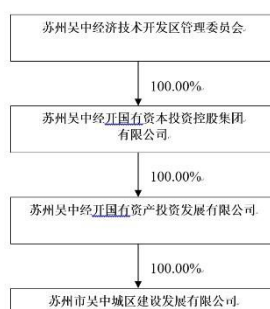 苏州吴中经济技术开发区管理委员会
100.00%
苏州吴中经开国有资本投资控股集团
有限公司
100.00%
苏州吴中经开国有资产投资发展有限公司
100.00%
苏州市吴中城区建设发展有限公司